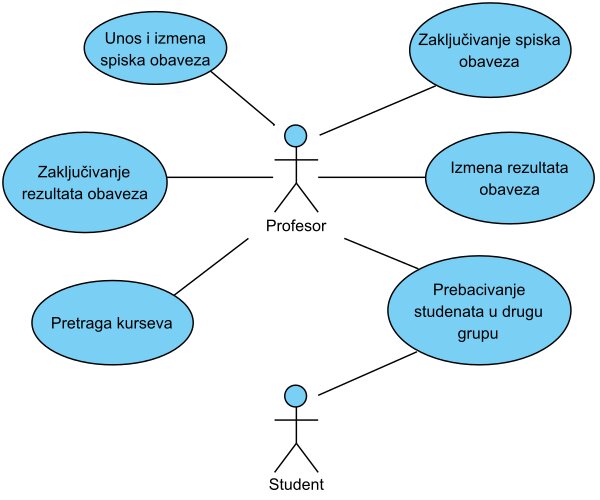 Unos i izmena
spiska obaveza
Zaključivanje spiska
obaveza
Zaključivanje
rezultata obaveza
Izmena rezultata
obaveza
Profesor
Pretraga kurseva
Prebacivanje
studenata u drugu
grupu
Student